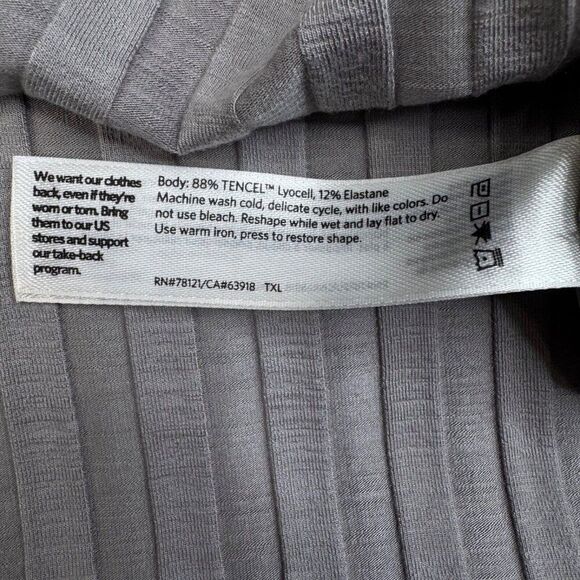 We want our clothes
back, even if they're
worn or torn. Bring
them to our US
stores and support
our take-back
program.
Body: 88% TENCEL™ Lyocell, 12% Elastane
Machine wash cold, delicate cycle, with like colors. Do
not use bleach. Reshape while wet and lay flat to dry.
Use warm iron, press to restore shape.
RN#78121/CA#63918 TXL